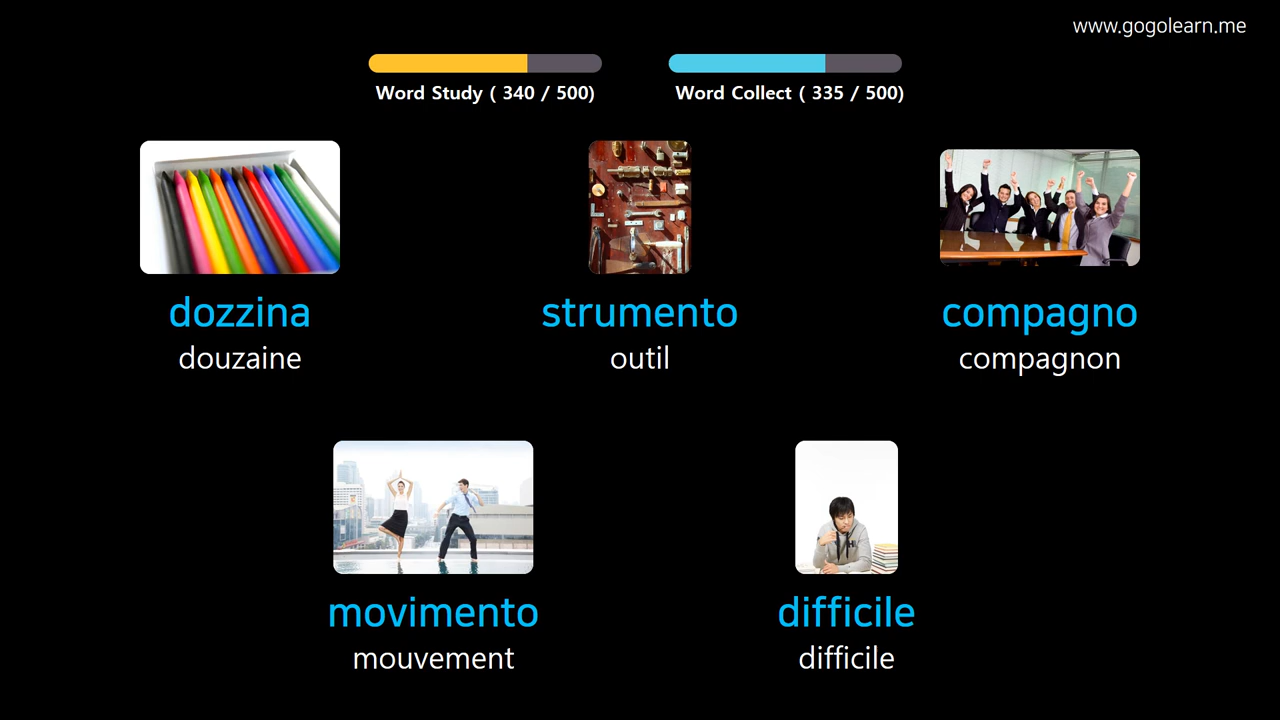 www.gogolearn.me
Word Study ( 340 / 500)
Word Collect ( 335 / 500)
dozzina
douzaine
strumento
outil
compagno
compagnon
movimento
mouvement
difficile
difficile